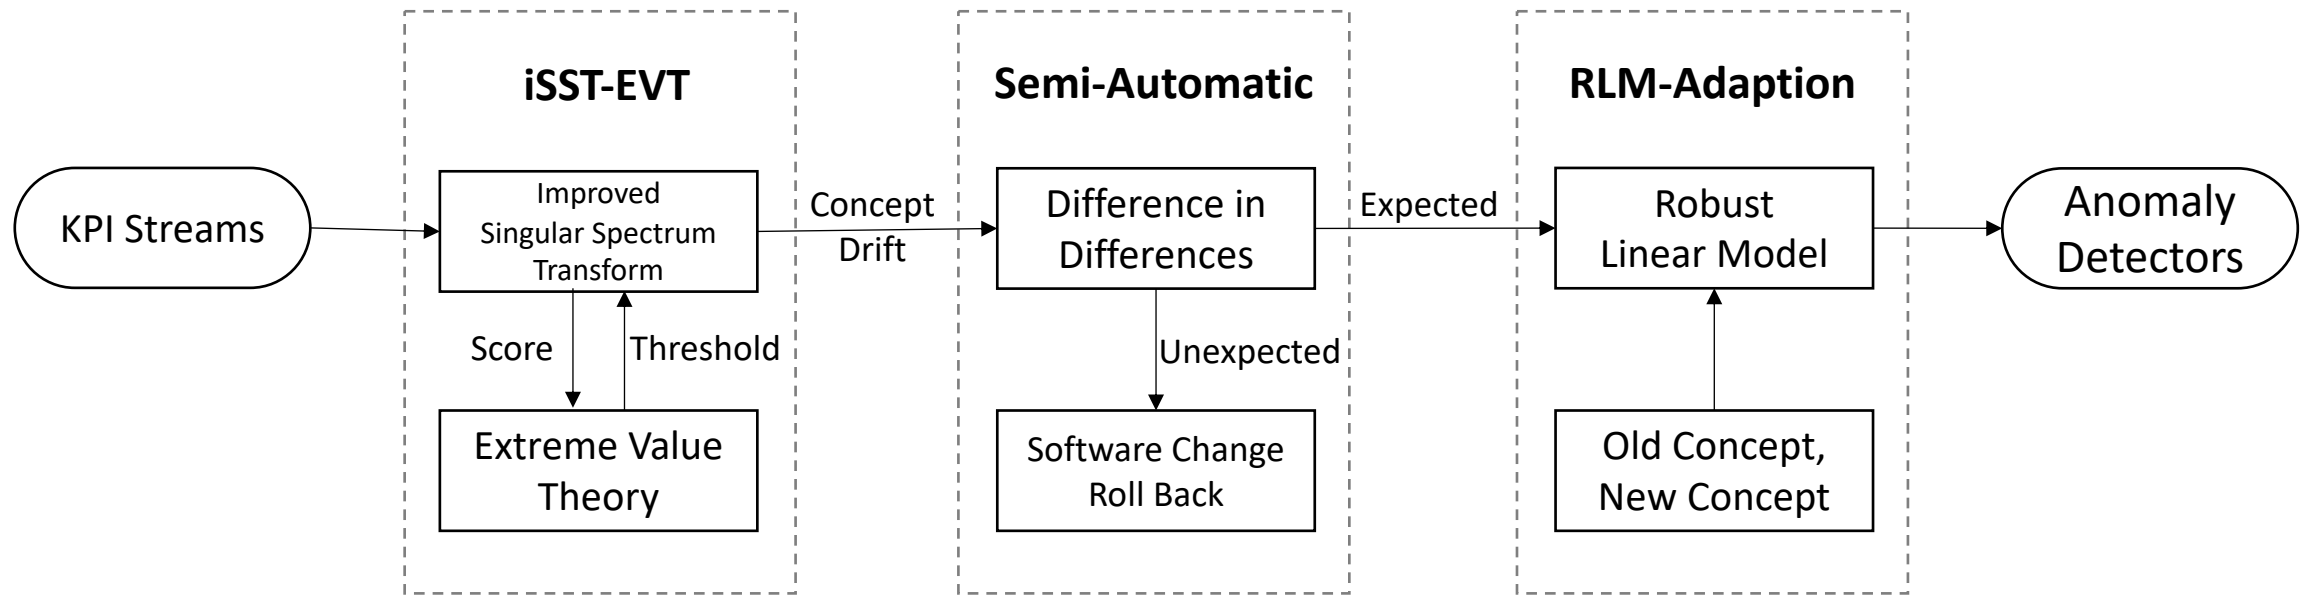 iSST-EVT
Semi-Automatic
RLM-Adaption
KPI Streams
Improved
Singular Spectrum
Transform
Concept
Drift
Difference in
Differences
Expected
Robust
Linear Model
Anomaly
Detectors
Score
Threshold
Unexpected
Extreme Value
Theory
Software Change
Roll Back
Old Concept,
New Concept